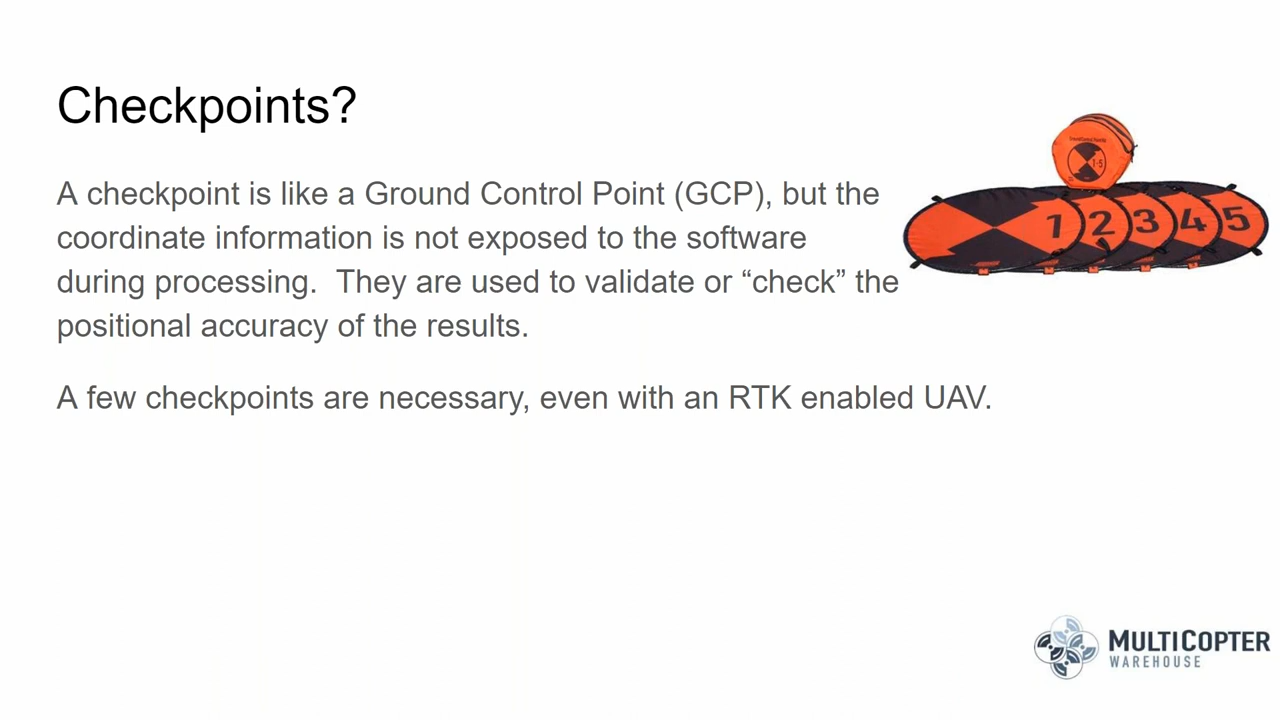 Checkpoints?
A checkpoint is like a Ground Control Point (GCP), but the
coordinate information is not exposed to the software
during processing.  They are used to validate or “check” the
positional accuracy of the results.
A few checkpoints are necessary, even with an RTK enabled UAV.
1-5
1 2 3 4 5
MULTICOPTER
WAREHOUSE